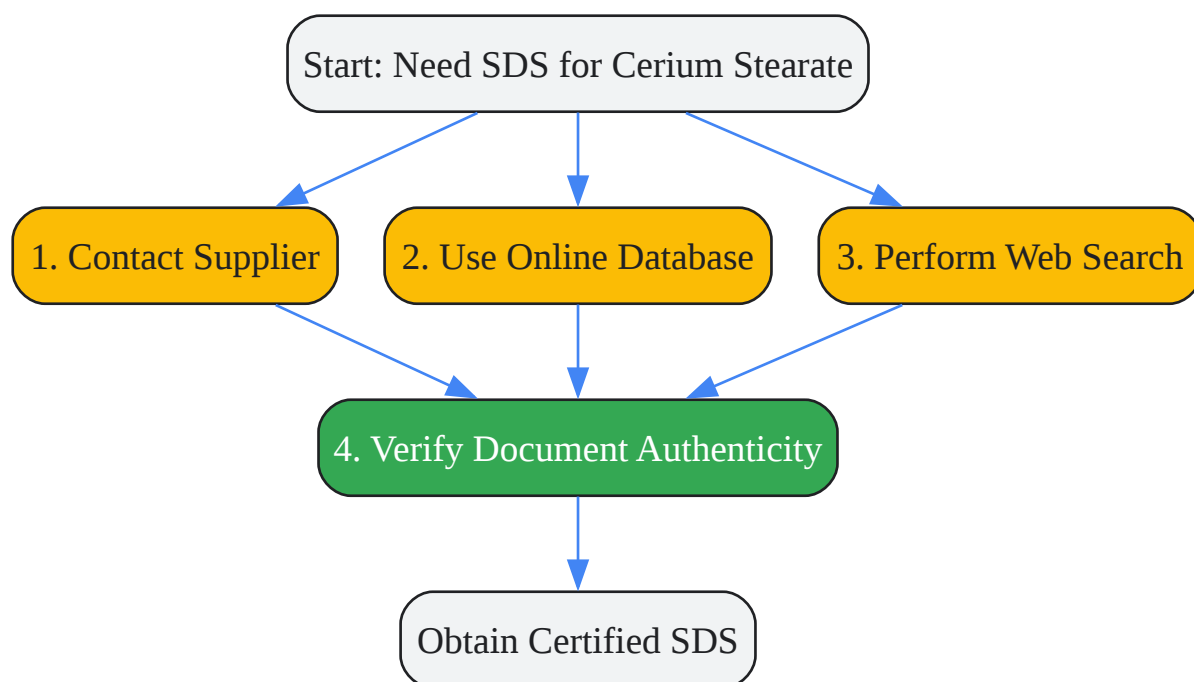 Start: Need SDS for Cerium Stearate
1. Contact Supplier
2. Use Online Database
3. Perform Web Search
4. Verify Document Authenticity
Obtain Certified SDS